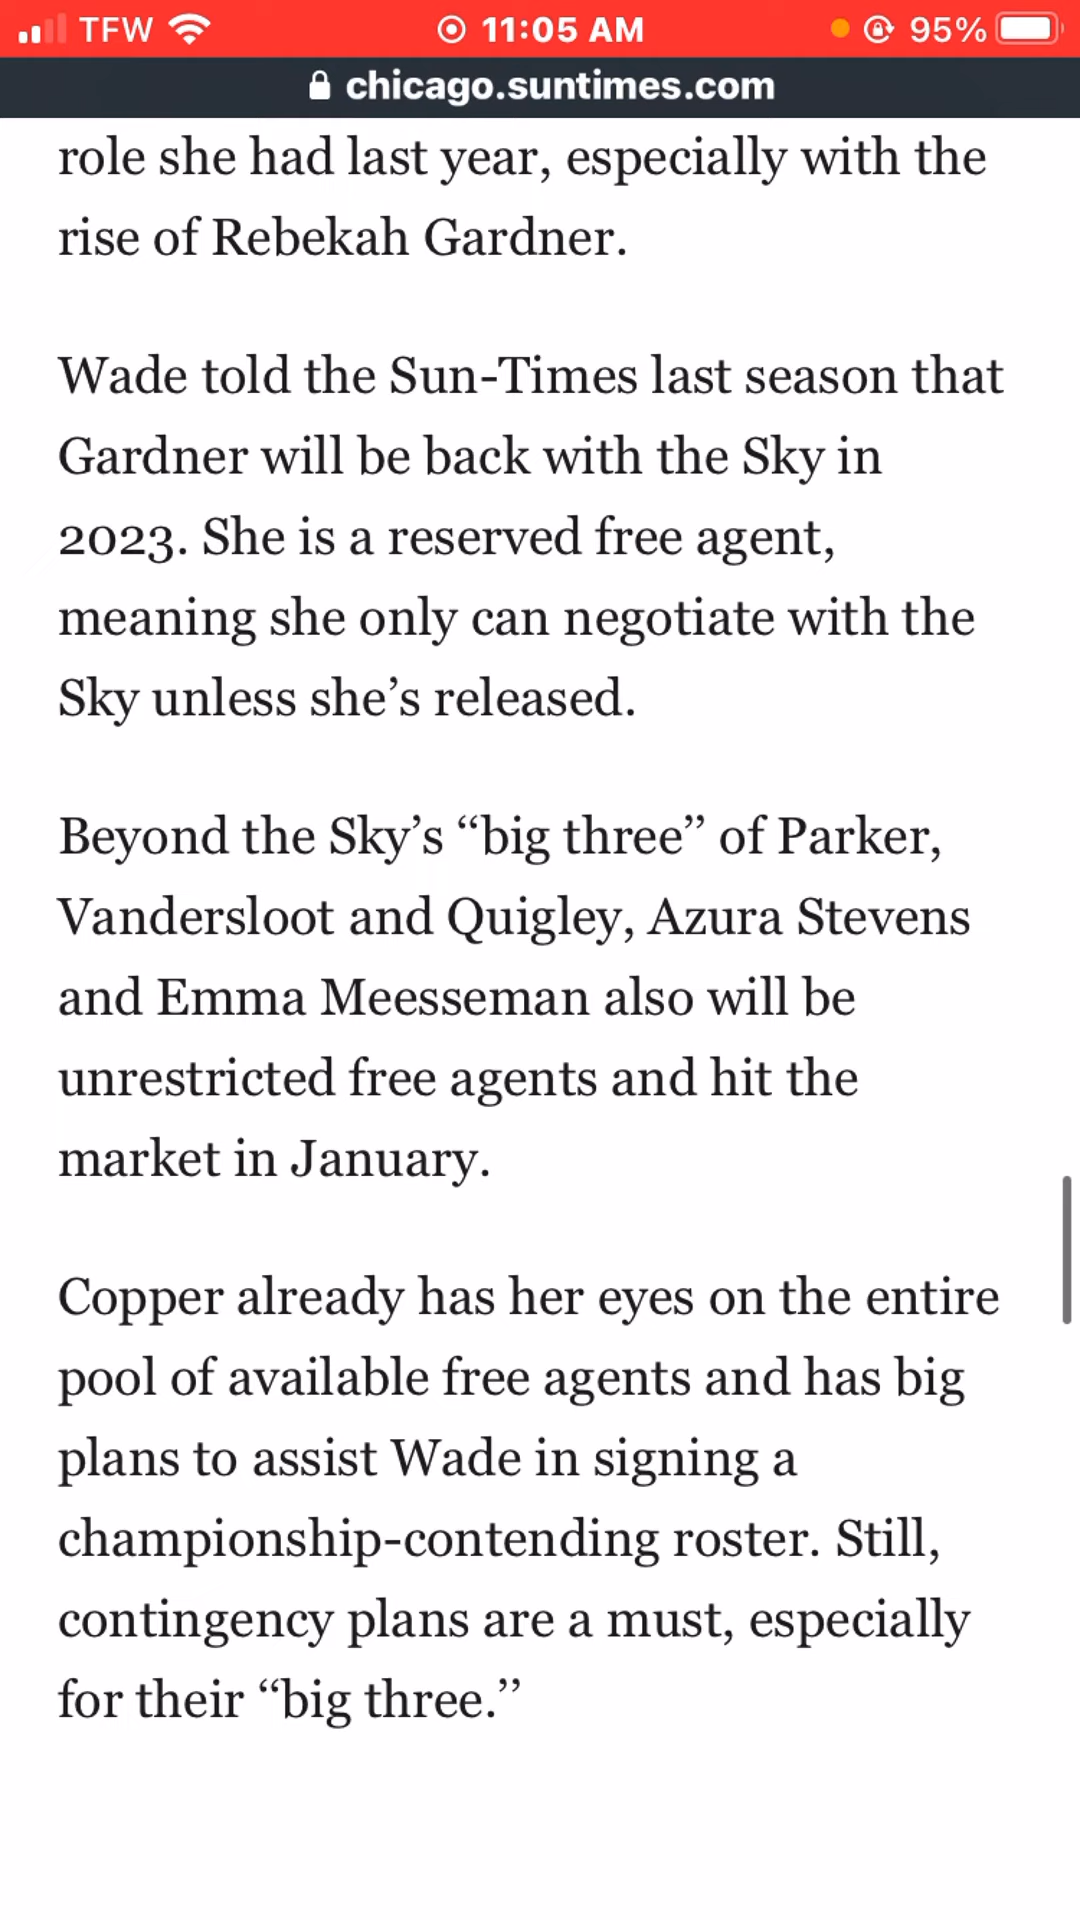 TFW 11:05 AM 95%
chicago.suntimes.com
role she had last year, especially with the
rise of Rebekah Gardner.
Wade told the Sun-Times last season that
Gardner will be back with the Sky in
2023. She is a reserved free agent,
meaning she only can negotiate with the
Sky unless she’s released.
Beyond the Sky’s “big three” of Parker,
Vandersloot and Quigley, Azura Stevens
and Emma Meesseman also will be
unrestricted free agents and hit the
market in January.
Copper already has her eyes on the entire
pool of available free agents and has big
plans to assist Wade in signing a
championship-contending roster. Still,
contingency plans are a must, especially
for their “big three.”